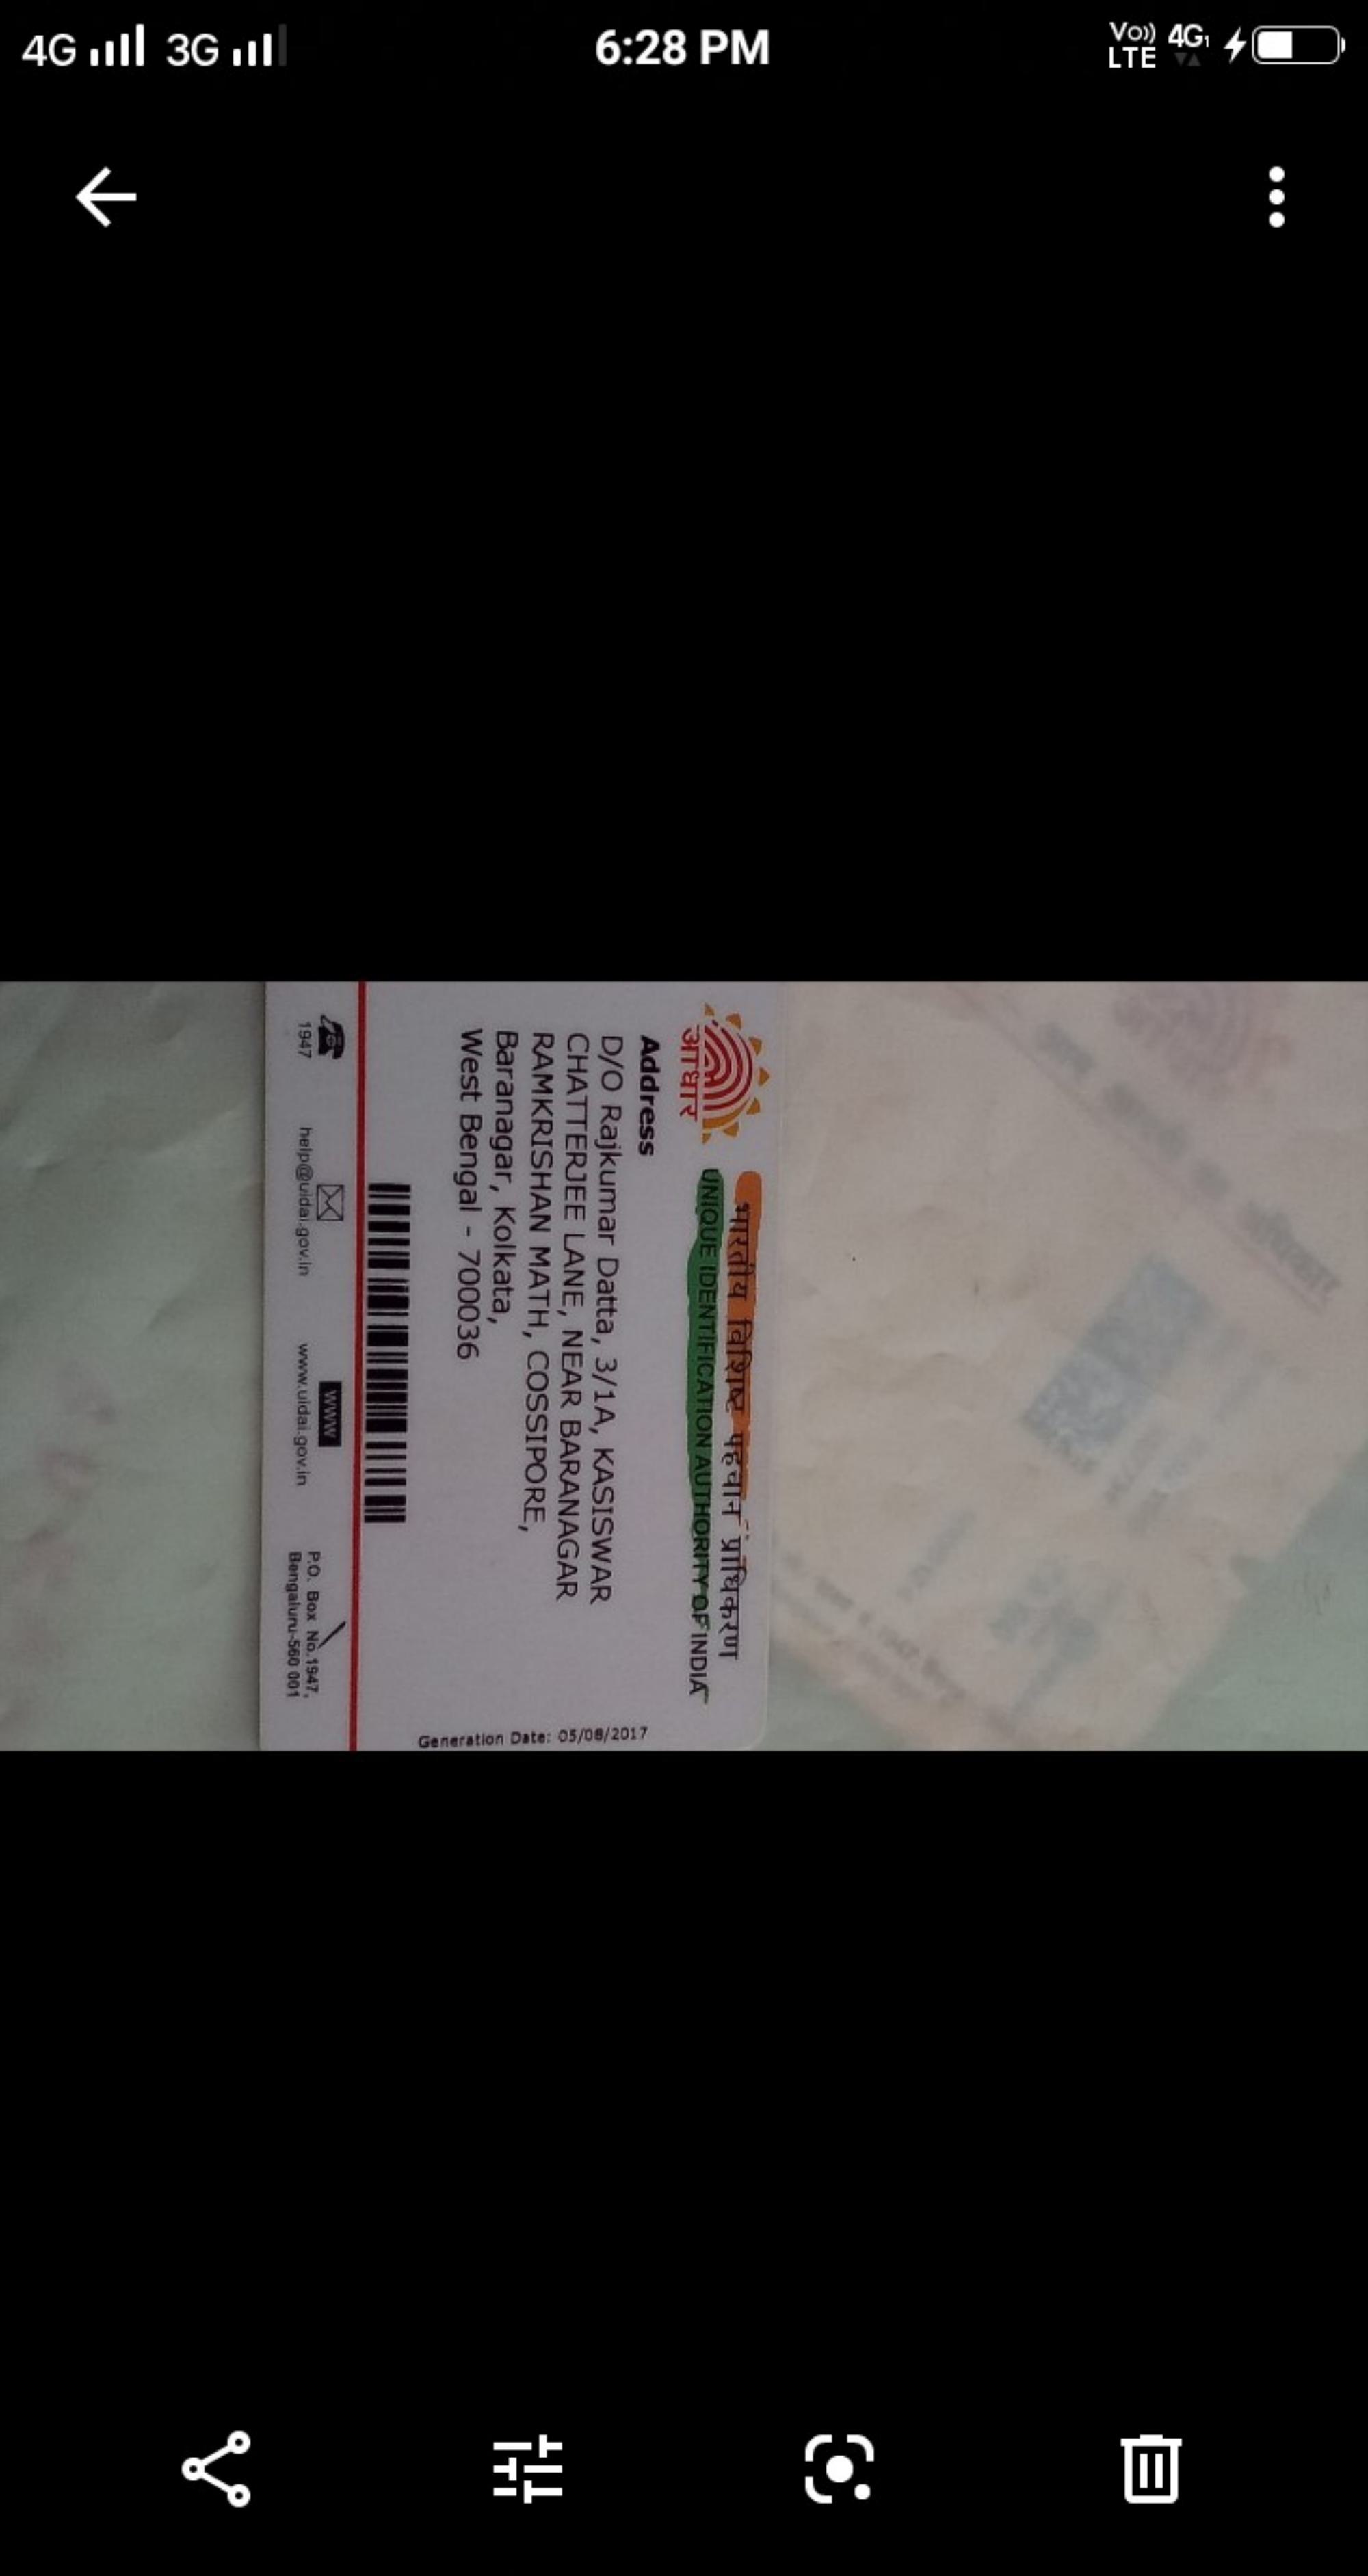 4G 3G 6:28 PM Vo)) LTE 4G1
आधार
भारतीय विशिष्ट पहचान प्राधिकरण
UNIQUE IDENTIFICATION AUTHORITY OF INDIA
Address
D/O Rajkumar Datta, 3/1A, KASISWAR
CHATTERJEE LANE, NEAR BARANAGAR
RAMKRISHAN MATH, COSSIPORE,
Baranagar, Kolkata,
West Bengal - 700036
Generation Date: 05/08/2017
1947
help@uidai.gov.in
www
www.uidai.gov.in
P.O. Box No.1947,
Bengaluru-560 001